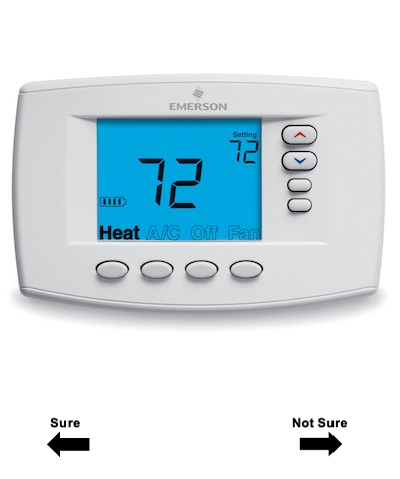 EMERSON
Setting
72
72
Heat A/C Off Fan
Sure Not Sure